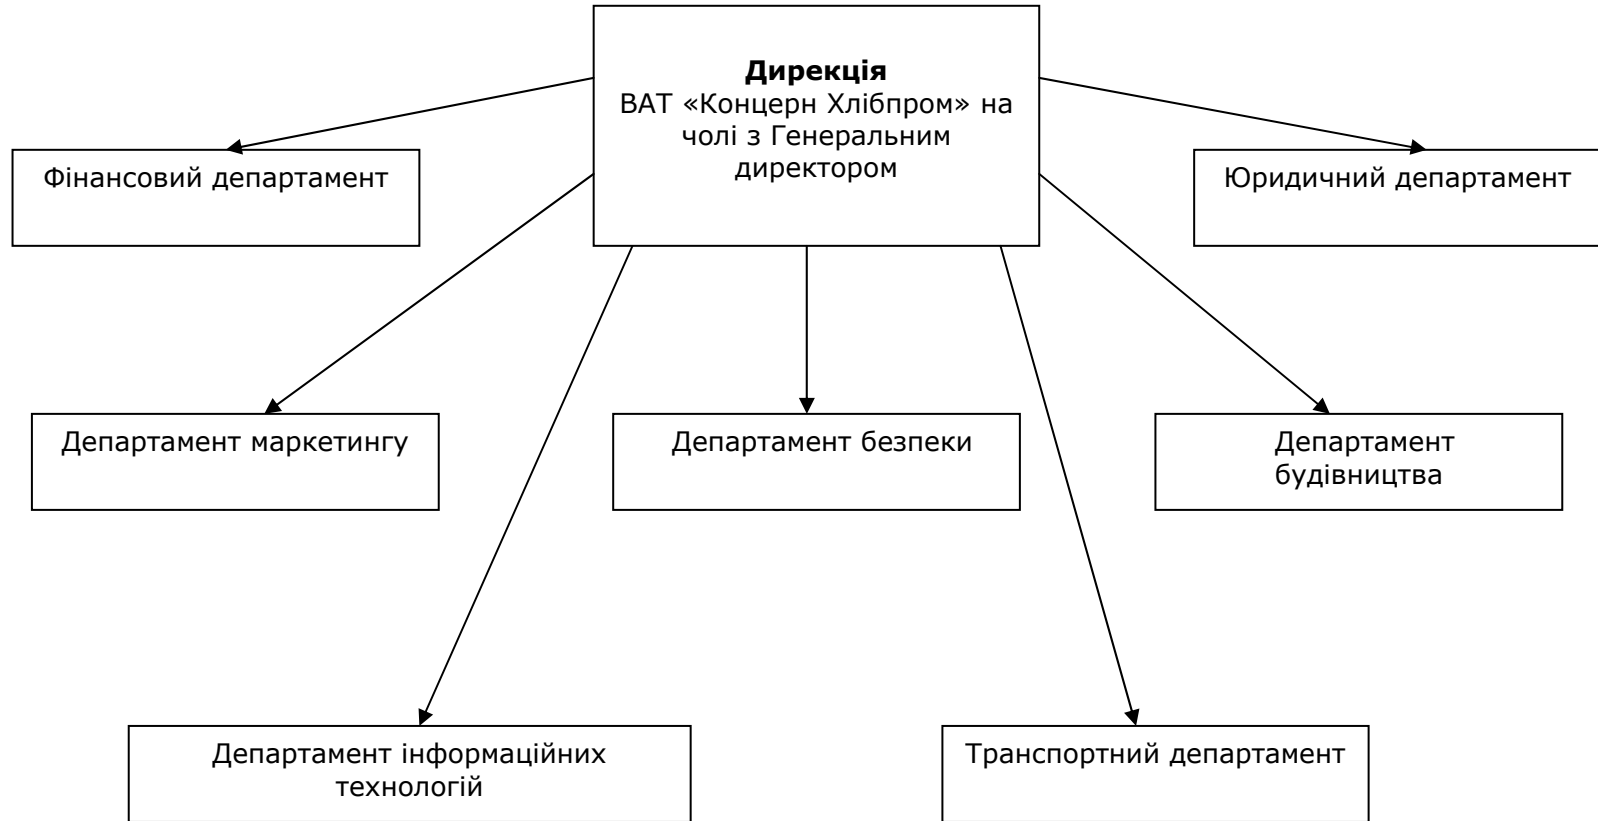 Дирекція
ВАТ «Концерн Хлібпром» на
чолі з Генеральним
директором
Фінансовий департамент
Юридичний департамент
Департамент маркетингу
Департамент безпеки
Департамент
будівництва
Департамент інформаційних
технологій
Транспортний департамент